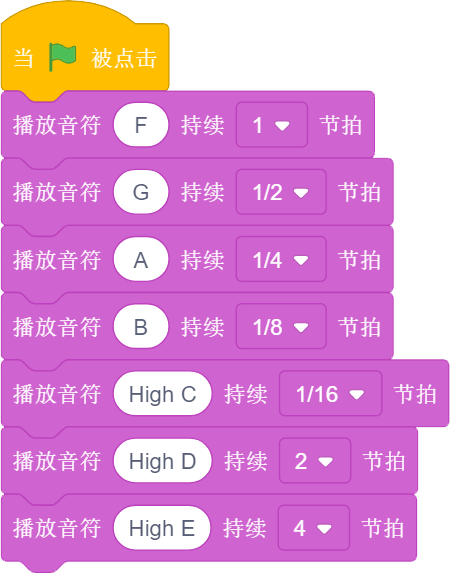 当 被点击
播放音符 F 持续 1 节拍
播放音符 G 持续 1/2 节拍
播放音符 A 持续 1/4 节拍
播放音符 B 持续 1/8 节拍
播放音符 High C 持续 1/16 节拍
播放音符 High D 持续 2 节拍
播放音符 High E 持续 4 节拍